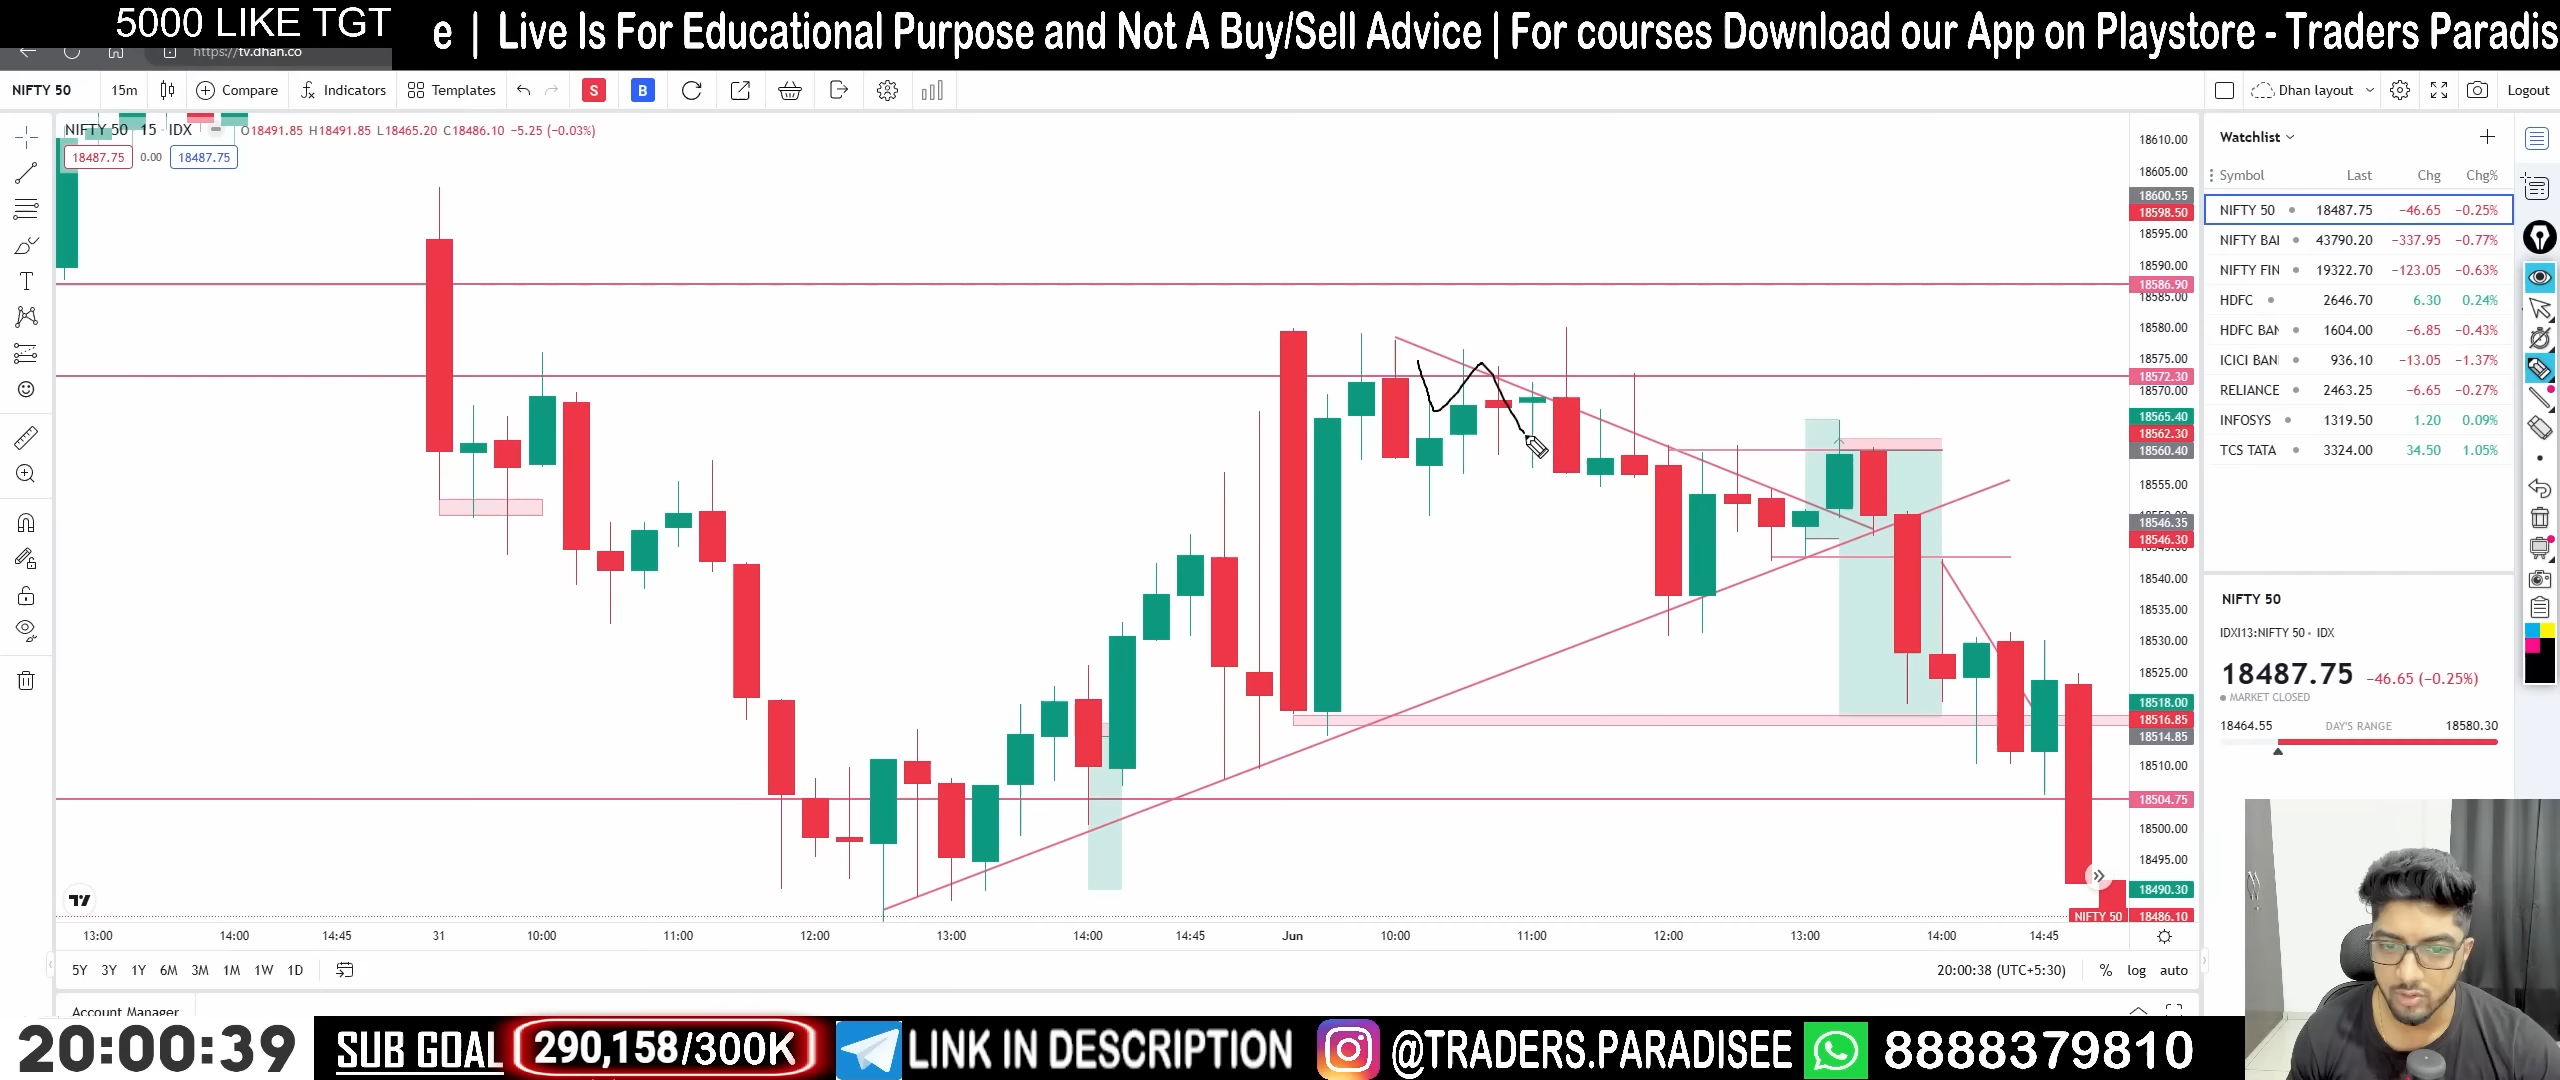 5000 LIKE TGT
e | Live Is For Educational Purpose and Not A Buy/Sell Advice | For courses Download our App on Playstore - Traders Paradis
https://tv.dhan.co
NIFTY 50 15m Compare Indicators Templates S B Dhan layout Logout
NIFTY 50 15 IDX O18491.85 H18491.85 L18465.20 C18486.10 −5.25 (−0.03%)
18487.75 0.00 18487.75
18610.00
18605.00
18600.55
18598.50
18595.00
18590.00
18586.90
18585.00
18580.00
18575.00
18572.30
18570.00
18565.40
18562.30
18560.40
18555.00
18546.35
18546.30
18540.00
18535.00
18530.00
18525.00
18518.00
18516.85
18514.85
18510.00
18504.75
18500.00
18495.00
18490.30
NIFTY 50 18486.10
13:00 14:00 14:45 31 10:00 11:00 12:00 13:00 14:00 14:45 Jun 10:00 11:00 12:00 13:00 14:00 14:45
5Y 3Y 1Y 6M 3M 1M 1W 1D 20:00:38 (UTC+5:30) % log auto
Account Manager
Watchlist
Symbol Last Chg Chg%
NIFTY 50 18487.75 −46.65 −0.25%
NIFTY BAI 43790.20 −337.95 −0.77%
NIFTY FIN 19322.70 −123.05 −0.63%
HDFC 2646.70 6.30 0.24%
HDFC BAN 1604.00 −6.85 −0.43%
ICICI BAN 936.10 −13.05 −1.37%
RELIANCE 2463.25 −6.65 −0.27%
INFOSYS 1319.50 1.20 0.09%
TCS TATA 3324.00 34.50 1.05%
NIFTY 50
IDXI13:NIFTY 50 · IDX
18487.75 −46.65 (−0.25%)
MARKET CLOSED
18464.55 DAY'S RANGE 18580.30
20:00:39 SUB GOAL 290,158/300K LINK IN DESCRIPTION @TRADERS.PARADISEE 8888379810